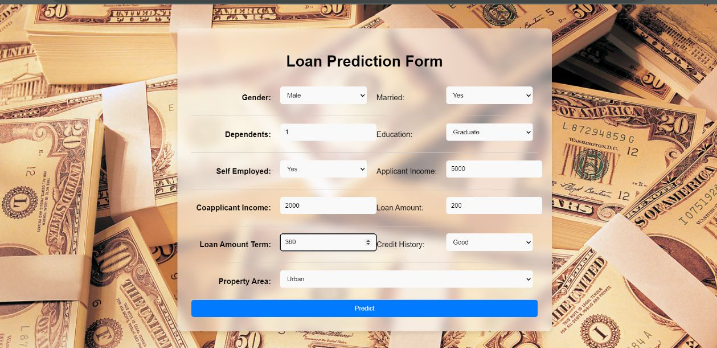 Loan Prediction Form
Gender: Male Married: Yes
Dependents: 1 Education: Graduate
Self Employed: Yes Applicant Income: 5000
Coapplicant Income: 2000 Loan Amount: 200
Loan Amount Term: 360 Credit History: Good
Property Area: Urban
Predict